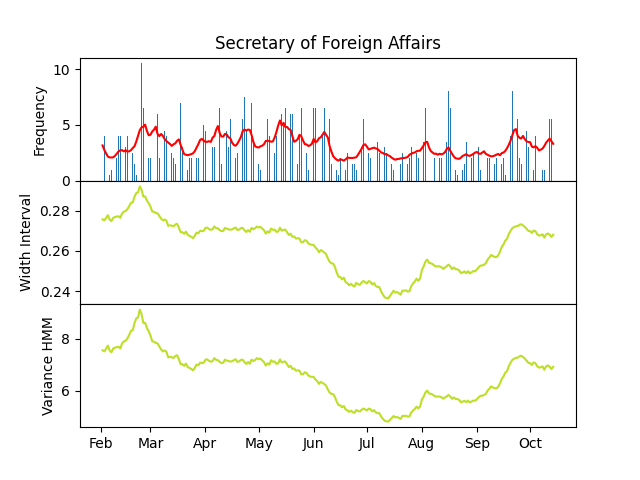 Secretary of Foreign Affairs
Frequency
10
5
0
Width Interval
0.28
0.26
0.24
Variance HMM
8
6
Feb Mar Apr May Jun Jul Aug Sep Oct